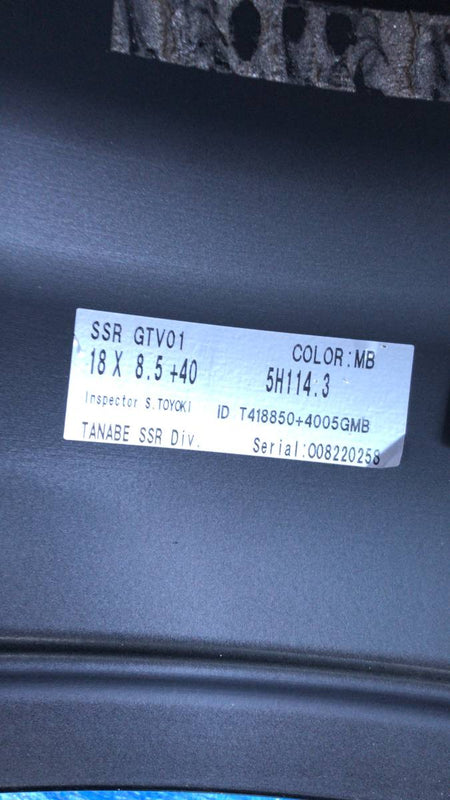 SSR GTV01 COLOR:MB
18 X 8.5 +40 5H114.3
Inspector S.TOYOKI ID T418850+4005GMB
TANABE SSR Div. Serial:008220258